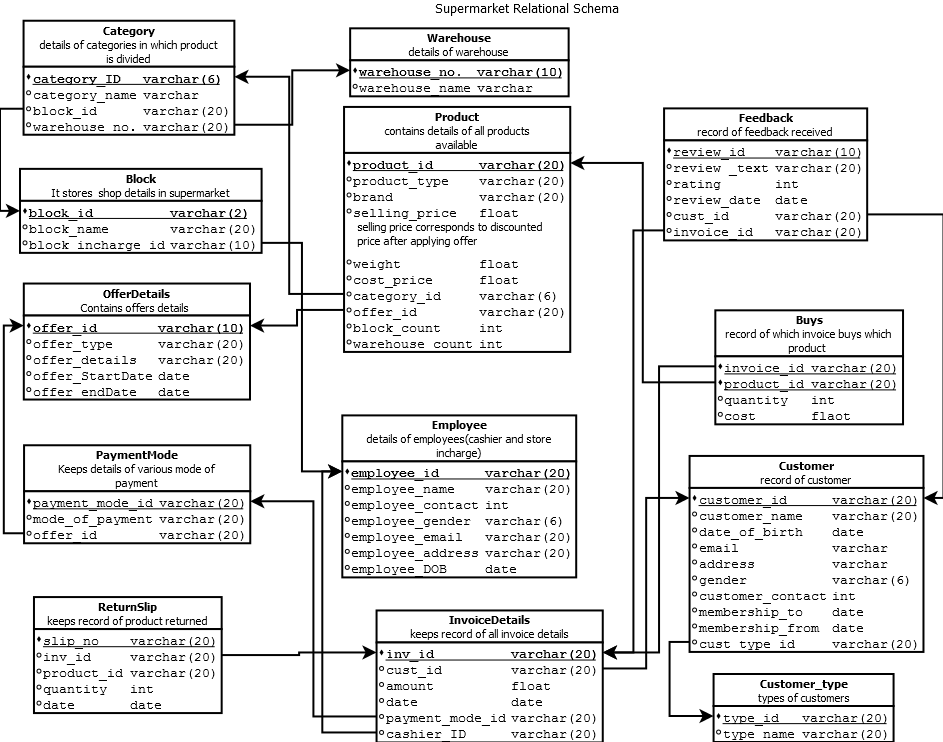 Supermarket Relational Schema
Category
details of categories in which product
is divided
category_ID varchar(6)
category_name varchar
block_id varchar(20)
warehouse_no. varchar(20)
Warehouse
details of warehouse
warehouse_no. varchar(10)
warehouse_name varchar
Product
contains details of all products
available
product_id varchar(20)
product_type varchar(20)
brand varchar(20)
selling_price float
selling price corresponds to discounted
price after applying offer
weight float
cost_price float
category_id varchar(6)
offer_id varchar(20)
block_count int
warehouse_count int
Feedback
record of feedback received
review_id varchar(10)
review _text varchar(20)
rating int
review_date date
cust_id varchar(20)
invoice_id varchar(20)
Block
It stores shop details in supermarket
block_id varchar(2)
block_name varchar(20)
block_incharge_id varchar(10)
OfferDetails
Contains offers details
offer_id varchar(10)
offer_type varchar(20)
offer_details varchar(20)
offer_StartDate date
offer_endDate date
Buys
record of which invoice buys which
product
invoice_id varchar(20)
product_id varchar(20)
quantity int
cost flaot
Employee
details of employees(cashier and store
incharge)
employee_id varchar(20)
employee_name varchar(20)
employee_contact int
employee_gender varchar(6)
employee_email varchar(20)
employee_address varchar(20)
employee_DOB date
PaymentMode
Keeps details of various mode of
payment
payment_mode_id varchar(20)
mode_of_payment varchar(20)
offer_id varchar(20)
Customer
record of customer
customer_id varchar(20)
customer_name varchar(20)
date_of_birth date
email varchar
address varchar
gender varchar(6)
customer_contact int
membership_to date
membership_from date
cust_type_id varchar(20)
ReturnSlip
keeps record of product returned
slip_no varchar(20)
inv_id varchar(20)
product_id varchar(20)
quantity int
date date
InvoiceDetails
keeps record of all invoice details
inv_id varchar(20)
cust_id varchar(20)
amount float
date date
payment_mode_id varchar(20)
cashier_ID varchar(20)
Customer_type
types of customers
type_id varchar(20)
type_name varchar(20)